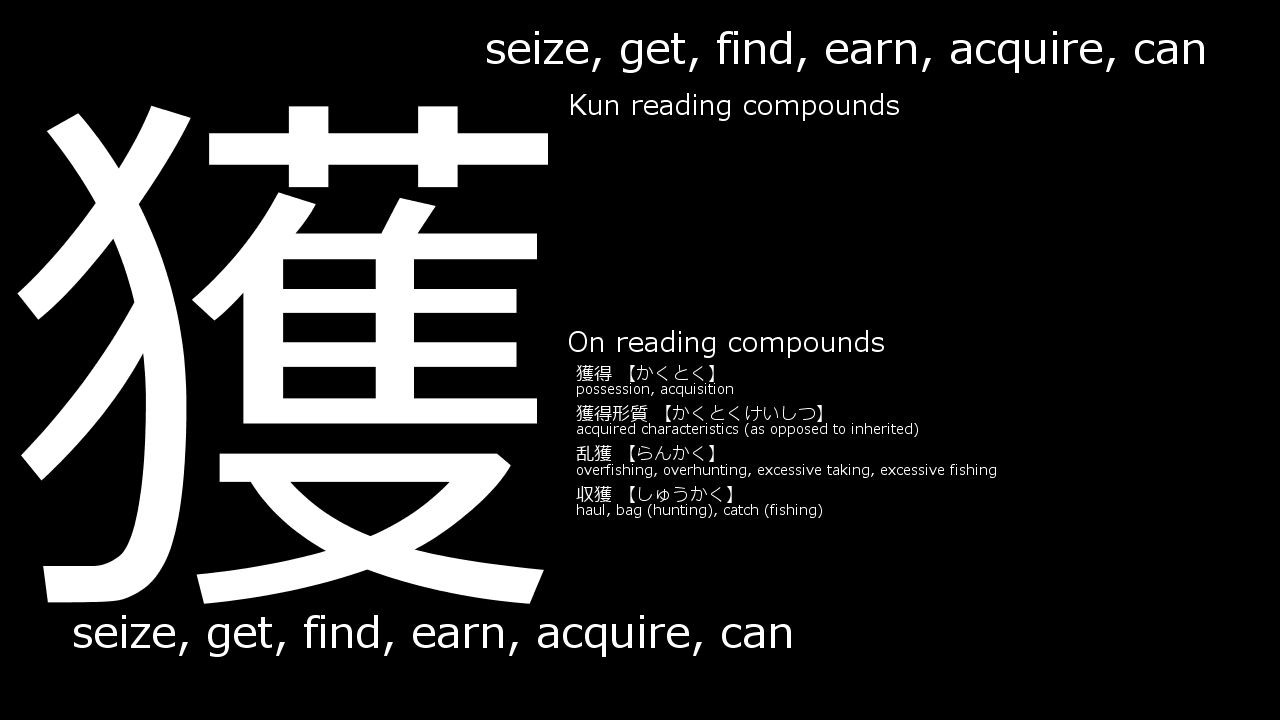 seize, get, find, earn, acquire, can
Kun reading compounds
獲
On reading compounds
獲得 【かくとく】
possession, acquisition
獲得形質 【かくとくけいしつ】
acquired characteristics (as opposed to inherited)
乱獲 【らんかく】
overfishing, overhunting, excessive taking, excessive fishing
収獲 【しゅうかく】
haul, bag (hunting), catch (fishing)
seize, get, find, earn, acquire, can